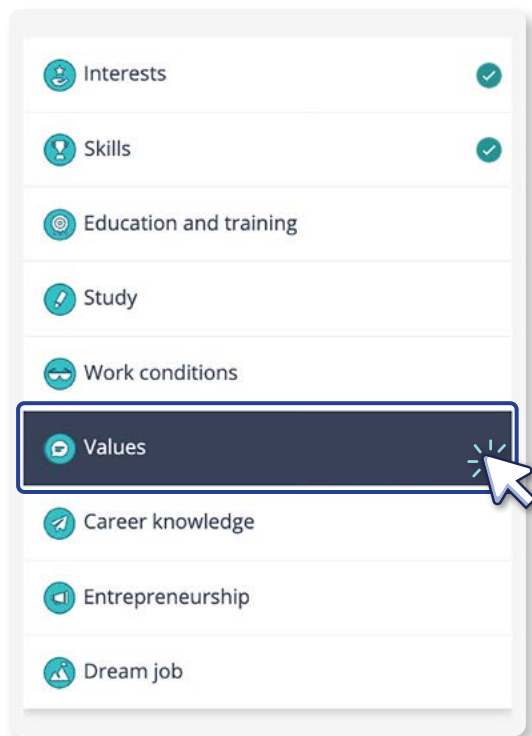 Interests
Skills
Education and training
Study
Work conditions
Values
Career knowledge
Entrepreneurship
Dream job